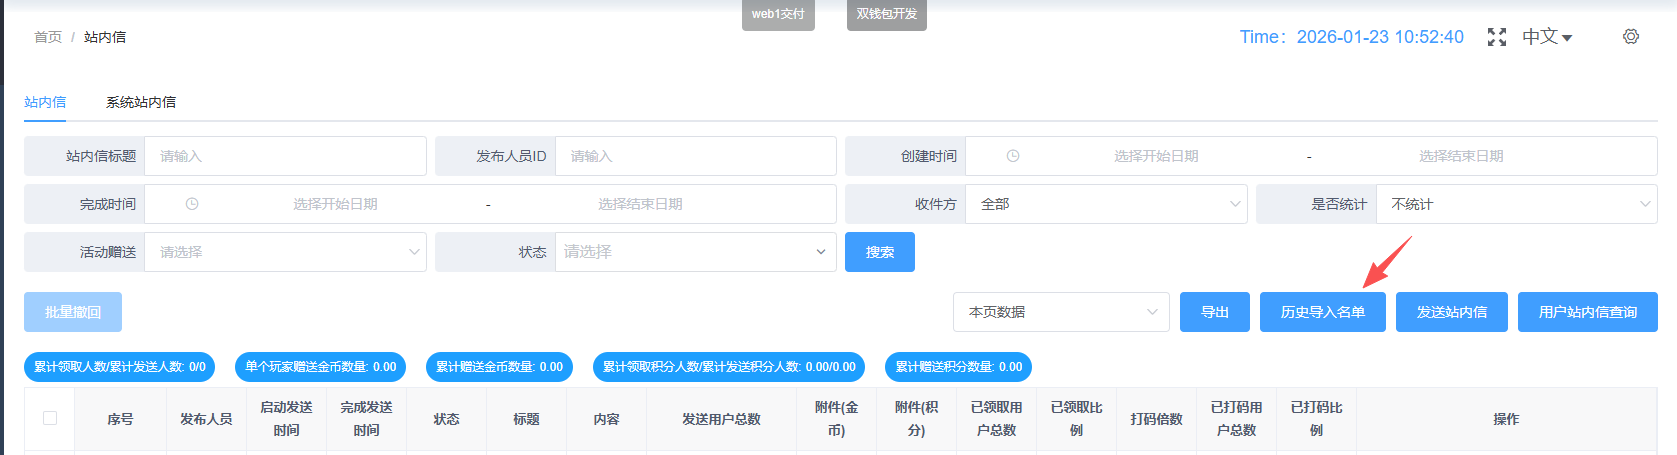 web1交付 双钱包开发
首页 / 站内信 Time：2026-01-23 10:52:40 中文
站内信 系统站内信
站内信标题 请输入 发布人员ID 请输入 创建时间 选择开始日期 - 选择结束日期
完成时间 选择开始日期 - 选择结束日期 收件方 全部 是否统计 不统计
活动赠送 请选择 状态 请选择 搜索
批量撤回 本页数据 导出 历史导入名单 发送站内信 用户站内信查询
累计领取人数/累计发送人数: 0/0 单个玩家赠送金币数量: 0.00 累计赠送金币数量: 0.00 累计领取积分人数/累计发送积分人数: 0.00/0.00 累计赠送积分数量: 0.00
序号 发布人员 启动发送时间 完成发送时间 状态 标题 内容 发送用户总数 附件(金币) 附件(积分) 已领取用户总数 已领取比例 打码倍数 已打码用户总数 已打码比例 操作